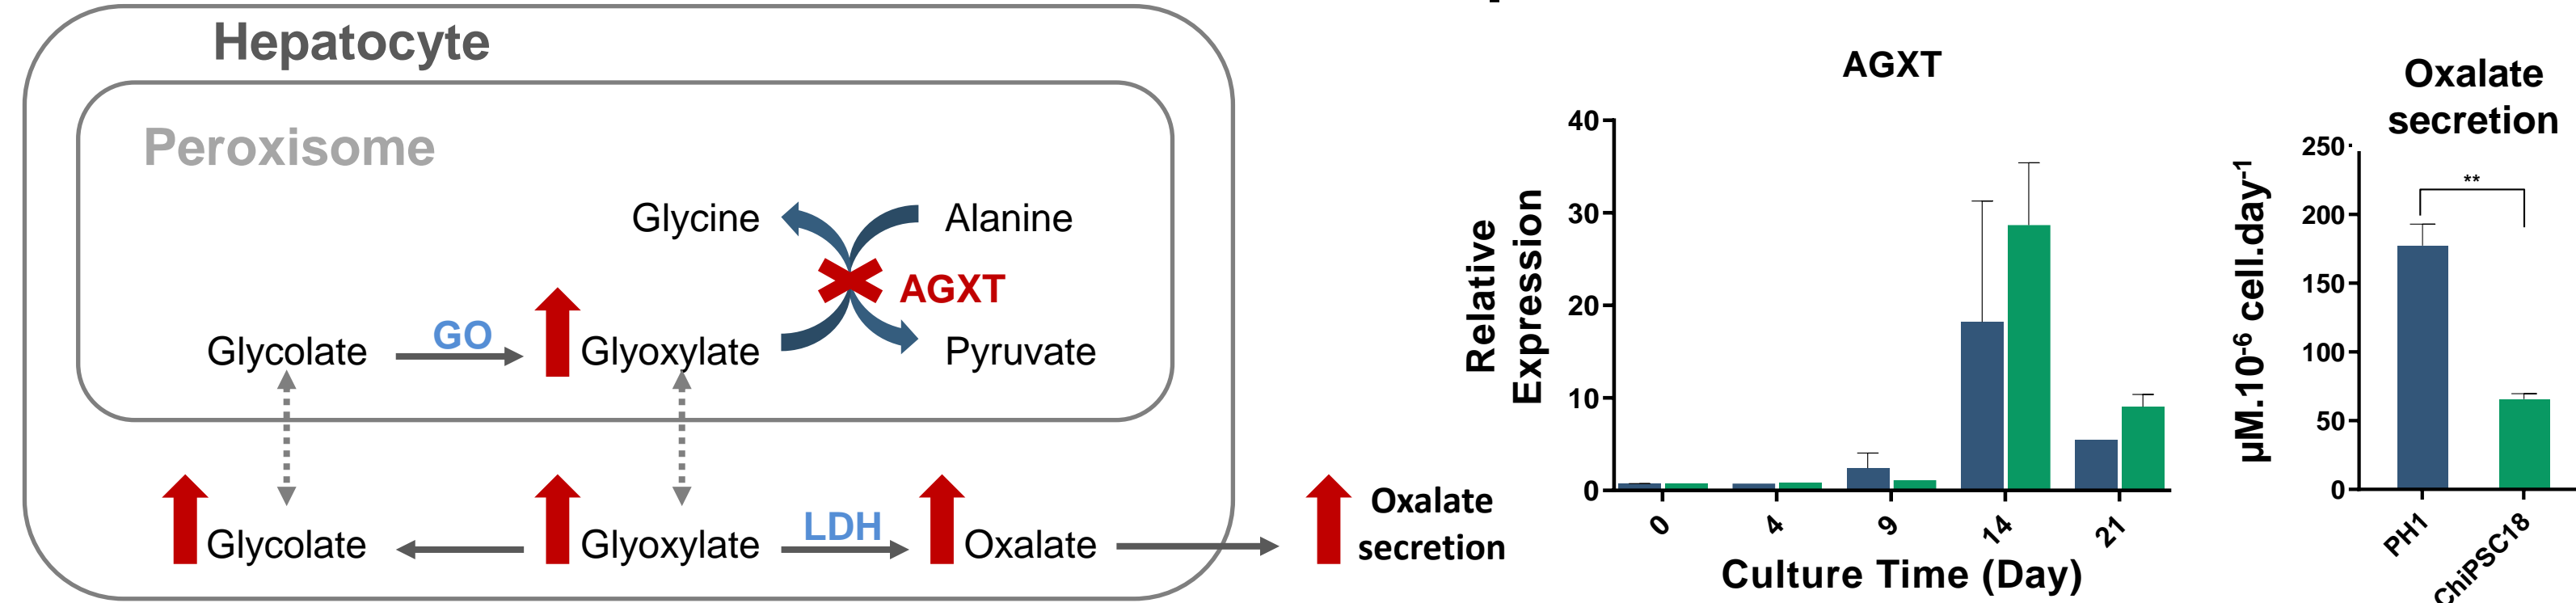 Hepatocyte
Peroxisome
Glycine
Alanine
AGXT
GO
Glycolate
Glyoxylate
Pyruvate
LDH
Glycolate
Glyoxylate
Oxalate
Oxalate
secretion
AGXT
Relative
Expression
40
30
20
10
0
0
4
9
14
21
Culture Time (Day)
Oxalate
secretion
µM.10⁻⁶ cell.day⁻¹
250
200
150
100
50
0
**
PH1
ChiPSC18